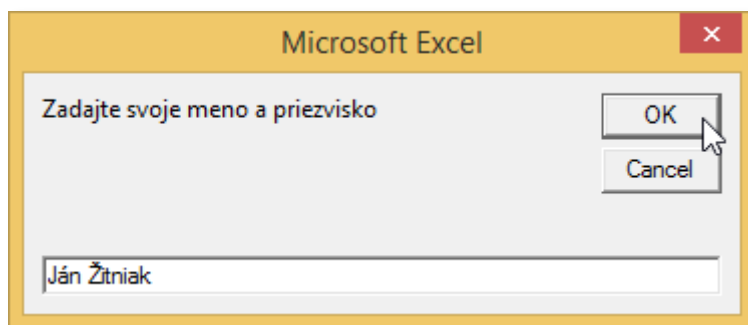 Microsoft Excel
Zadajte svoje meno a priezvisko
OK
Cancel
Ján Žitniak